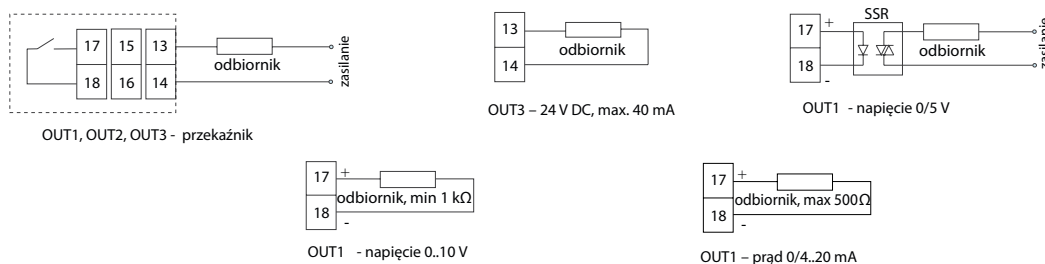 17 15 13
18 16 14
odbiornik
zasilanie
OUT1, OUT2, OUT3 - przekaźnik
13
14
odbiornik
OUT3 – 24 V DC, max. 40 mA
SSR
17 +
18 -
odbiornik
zasilanie
OUT1 - napięcie 0/5 V
17 +
odbiornik, min 1 kΩ
18 -
OUT1 - napięcie 0..10 V
17 +
odbiornik, max 500 Ω
18 -
OUT1 – prąd 0/4..20 mA